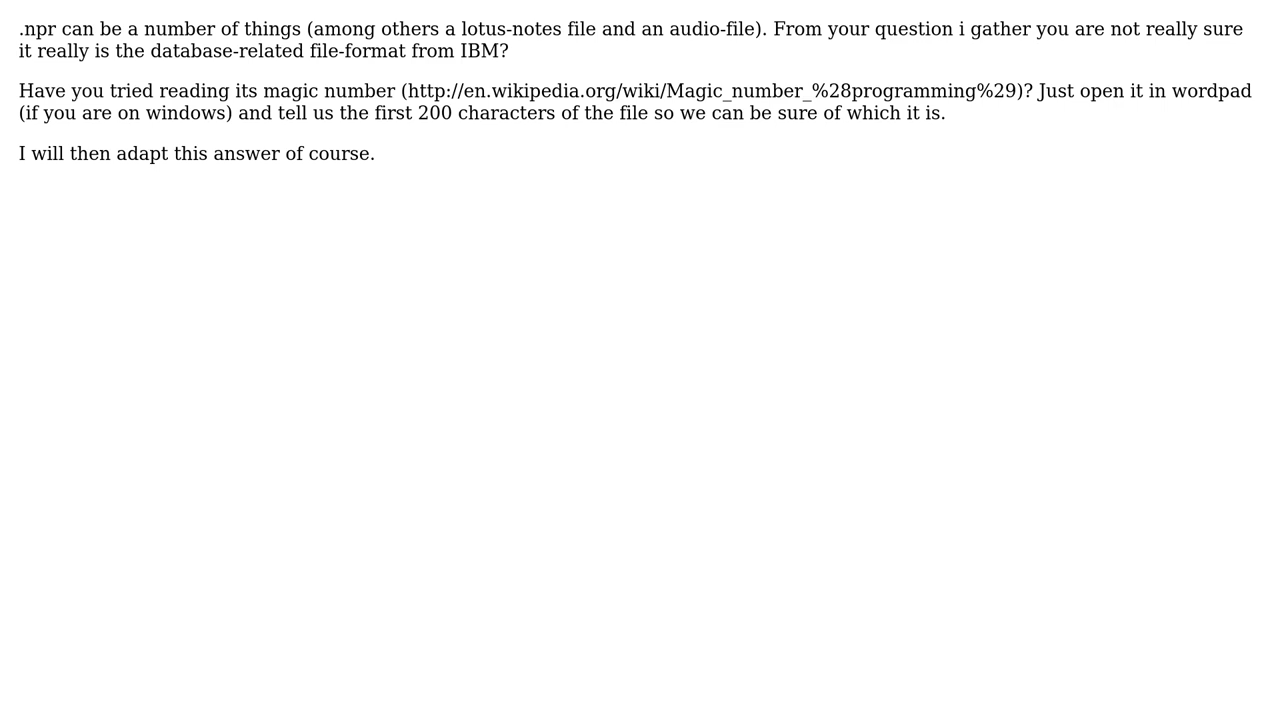 .npr can be a number of things (among others a lotus-notes file and an audio-file). From your question i gather you are not really sure
it really is the database-related file-format from IBM?
Have you tried reading its magic number (http://en.wikipedia.org/wiki/Magic_number_%28programming%29)? Just open it in wordpad
(if you are on windows) and tell us the first 200 characters of the file so we can be sure of which it is.
I will then adapt this answer of course.